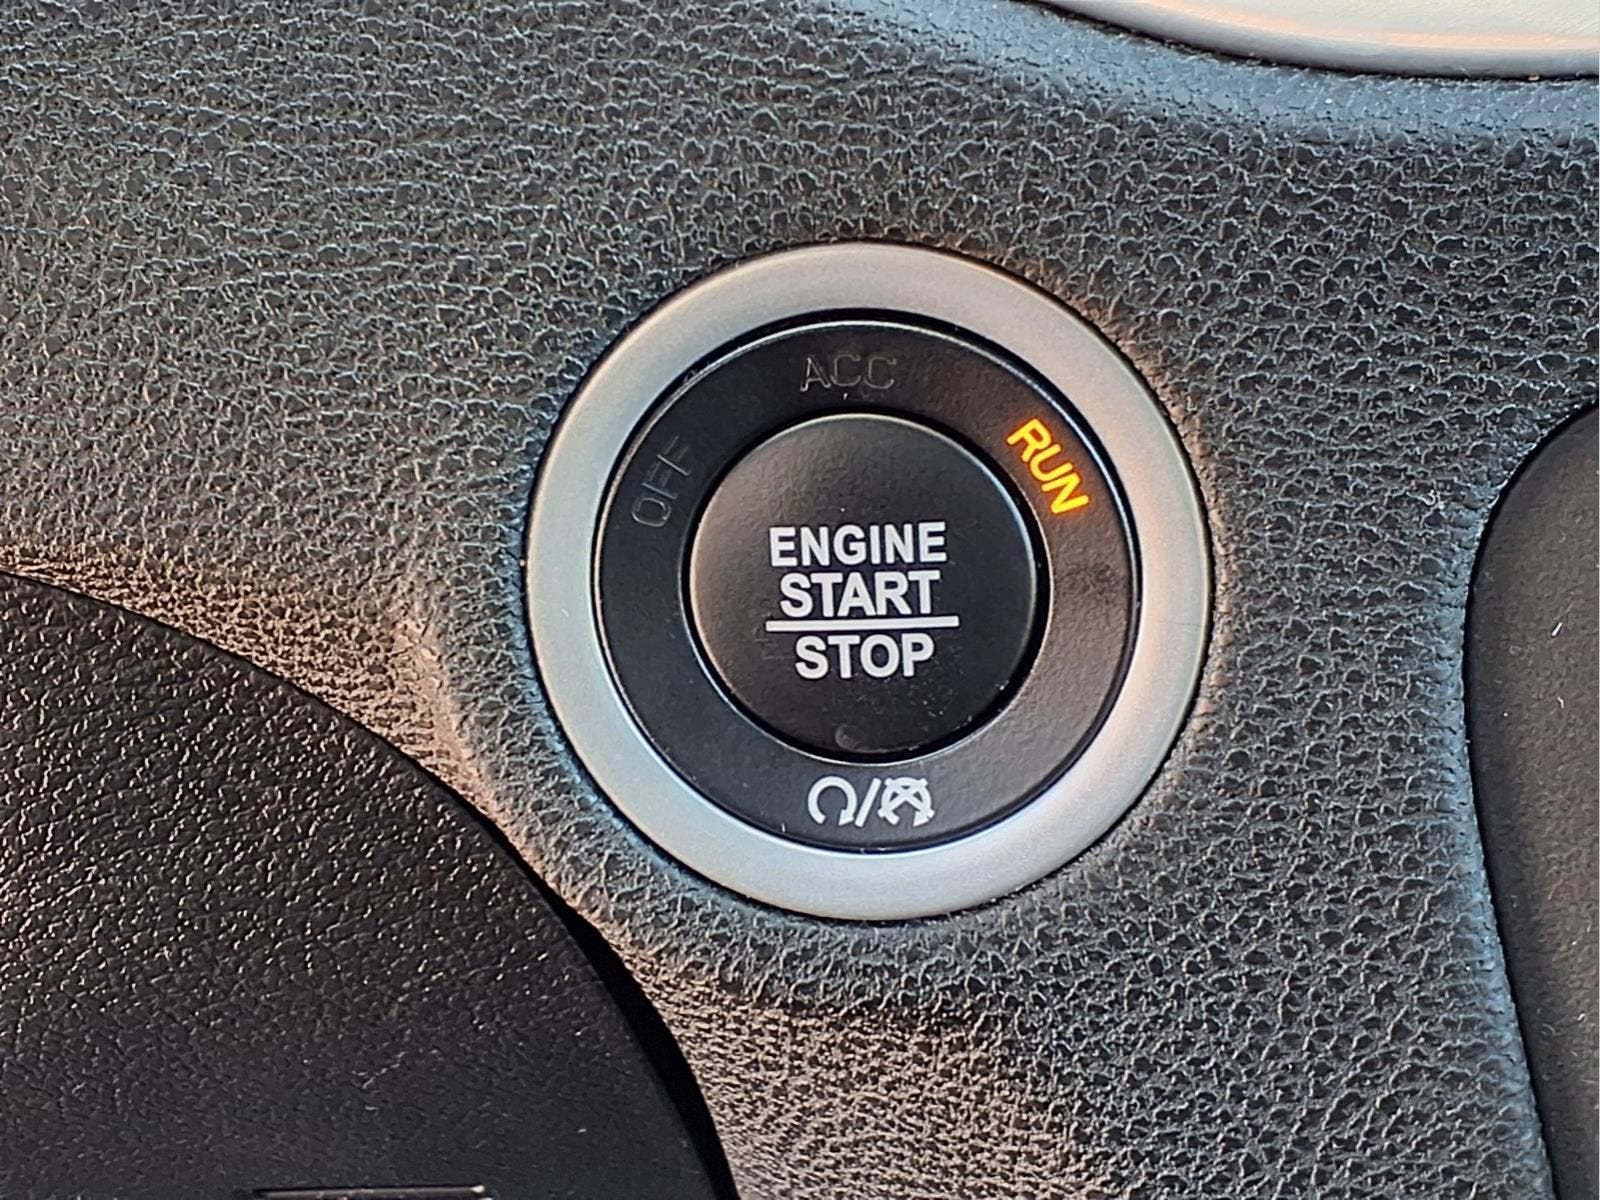 ACC
OFF
RUN
ENGINE
START
STOP